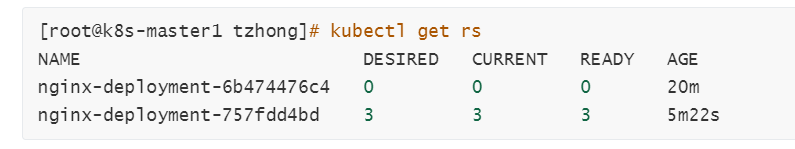 [root@k8s-master1 tzhong]# kubectl get rs
NAME                          DESIRED   CURRENT   READY   AGE
nginx-deployment-6b474476c4   0         0         0       20m
nginx-deployment-757fdd4bd    3         3         3       5m22s